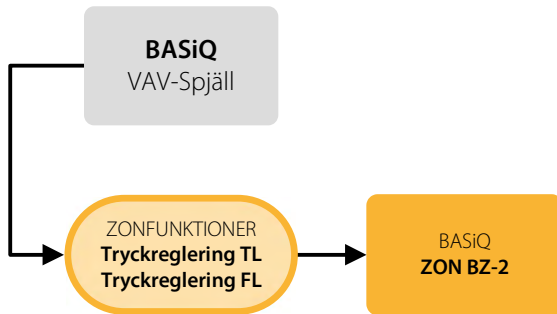 BASiQ
VAV-Spjäll
ZONFUNKTIONER
Tryckreglering TL
Tryckreglering FL
BASiQ
ZON BZ-2